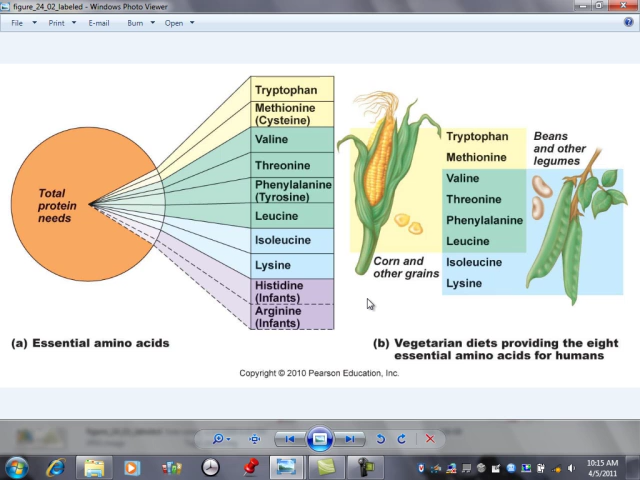 figure_24_02_labeled - Windows Photo Viewer
File Print E-mail Burn Open
Tryptophan
Methionine
(Cysteine)
Valine
Threonine
Phenylalanine
(Tyrosine)
Leucine
Isoleucine
Lysine
Histidine
(Infants)
Arginine
(Infants)
Total
protein
needs
(a) Essential amino acids
Tryptophan
Methionine
Valine
Threonine
Phenylalanine
Leucine
Isoleucine
Lysine
Beans
and other
legumes
Corn and
other grains
(b) Vegetarian diets providing the eight
essential amino acids for humans
Copyright © 2010 Pearson Education, Inc.
10:15 AM
4/5/2011